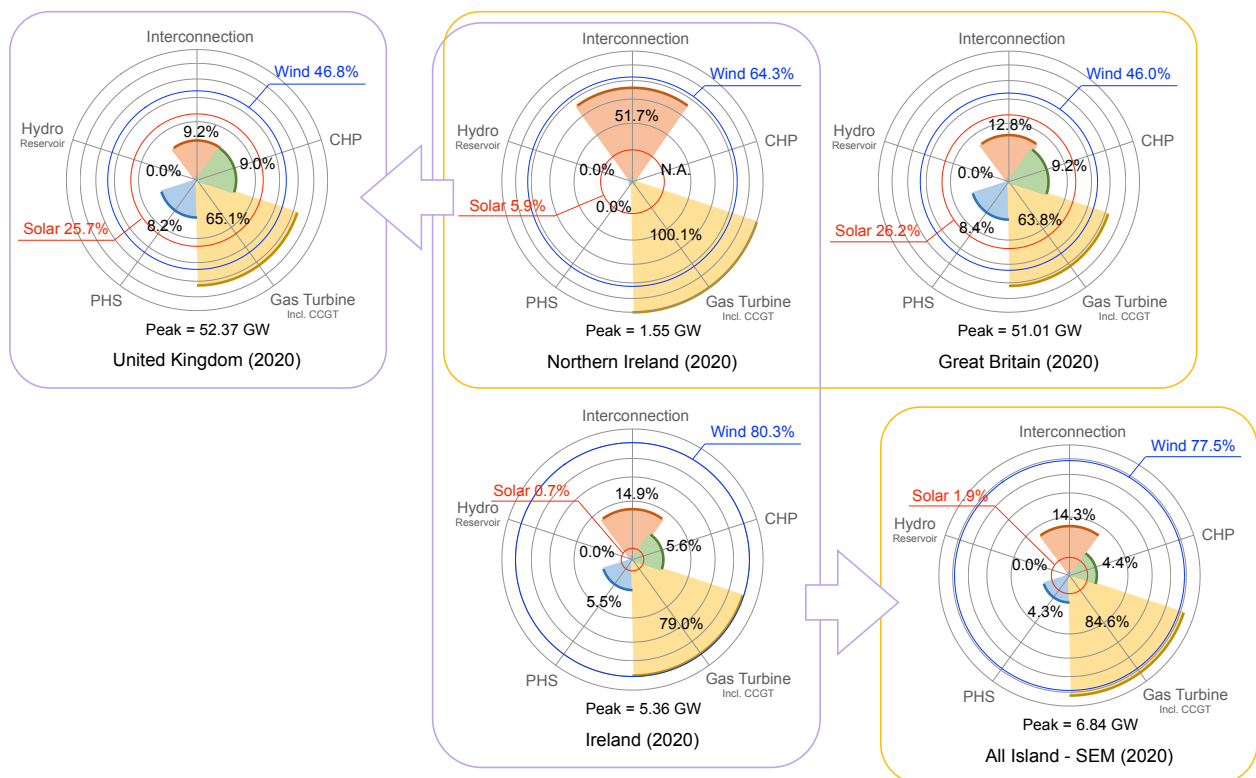 Interconnection
Wind 46.8%
Hydro
Reservoir
CHP
9.2%
9.0%
0.0%
65.1%
8.2%
Solar 25.7%
PHS
Gas Turbine
Incl. CCGT
Peak = 52.37 GW
United Kingdom (2020)
Interconnection
Wind 64.3%
Hydro
Reservoir
CHP
51.7%
0.0%
N.A.
Solar 5.9%
0.0%
100.1%
PHS
Gas Turbine
Incl. CCGT
Peak = 1.55 GW
Northern Ireland (2020)
Interconnection
Wind 46.0%
Hydro
Reservoir
CHP
12.8%
9.2%
0.0%
63.8%
8.4%
Solar 26.2%
PHS
Gas Turbine
Incl. CCGT
Peak = 51.01 GW
Great Britain (2020)
Interconnection
Wind 80.3%
Solar 0.7%
14.9%
Hydro
Reservoir
CHP
0.0%
5.6%
5.5%
79.0%
PHS
Gas Turbine
Incl. CCGT
Peak = 5.36 GW
Ireland (2020)
Interconnection
Wind 77.5%
Solar 1.9%
14.3%
Hydro
Reservoir
CHP
0.0%
4.4%
4.3%
84.6%
PHS
Gas Turbine
Incl. CCGT
Peak = 6.84 GW
All Island - SEM (2020)